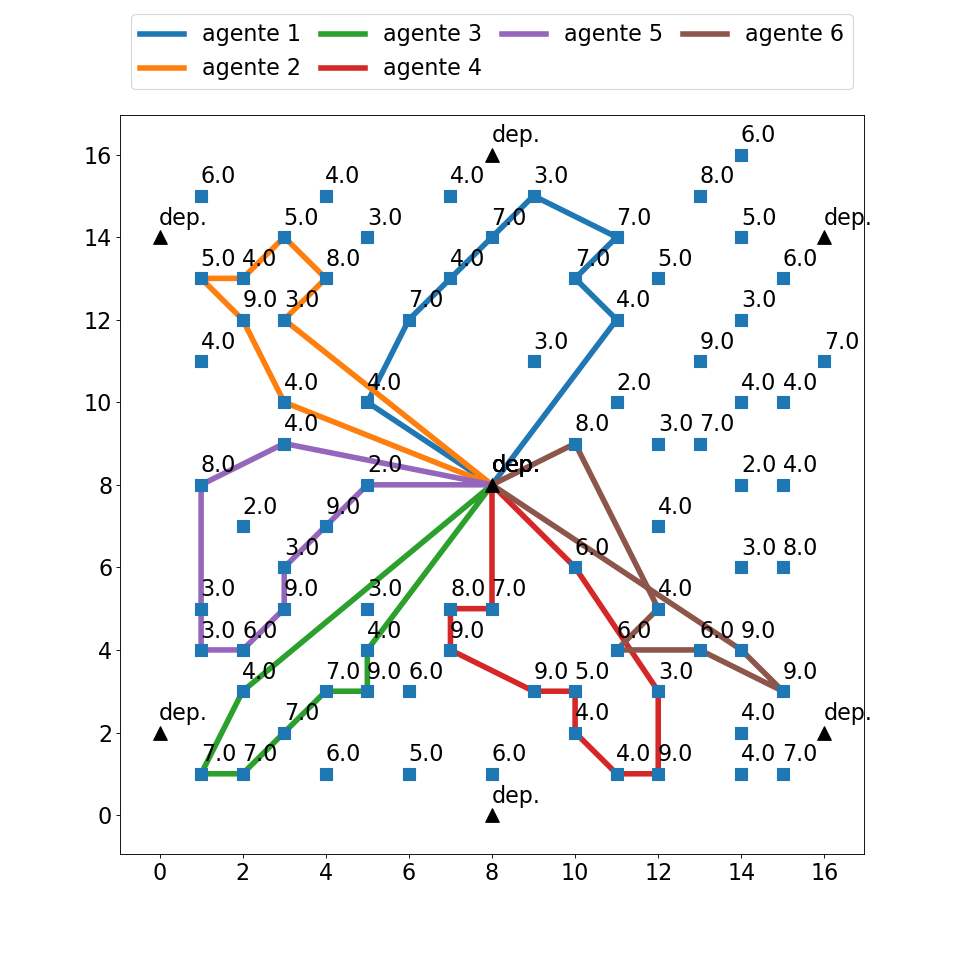 agente 1 agente 3 agente 5 agente 6
agente 2 agente 4
dep. 6.0
6.0 4.0 4.0 3.0 8.0
dep. 5.0 3.0 7.0 7.0 5.0 dep.
5.0 4.0 8.0 4.0 7.0 5.0 6.0
9.0 3.0 7.0 4.0 3.0
4.0 3.0 9.0 7.0
4.0 4.0 2.0 4.0 4.0
4.0 8.0 3.0 7.0
8.0 2.0 dep. 2.0 4.0
2.0 9.0 4.0
3.0 6.0 3.0 8.0
3.0 9.0 3.0 8.0 7.0 4.0
3.0 6.0 4.0 9.0 6.0 6.0 9.0
4.0 7.0 9.0 6.0 9.0 5.0 3.0 9.0
dep. 7.0 4.0 4.0 dep.
7.0 7.0 6.0 5.0 6.0 4.0 9.0 4.0 7.0
dep.
16
14
12
10
8
6
4
2
0
0 2 4 6 8 10 12 14 16